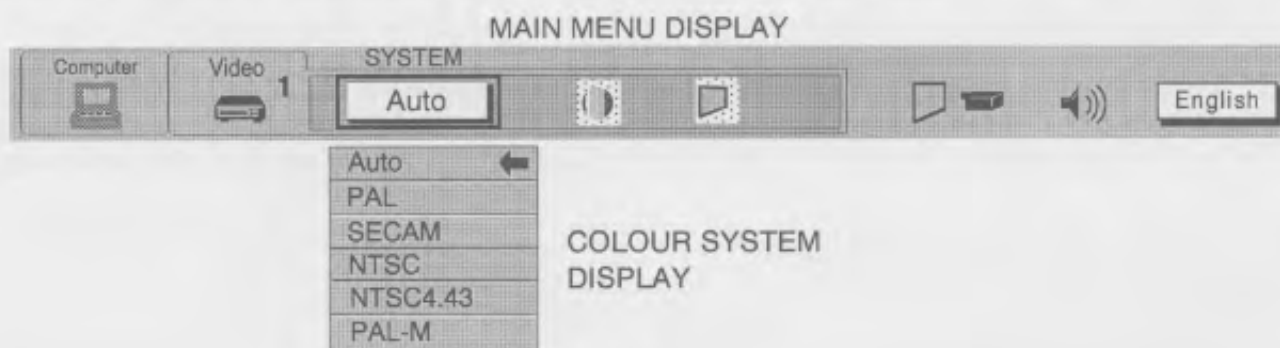 MAIN MENU DISPLAY
Computer
Video 1
SYSTEM
Auto
English
Auto
PAL
SECAM
NTSC
NTSC4.43
PAL-M
COLOUR SYSTEM
DISPLAY